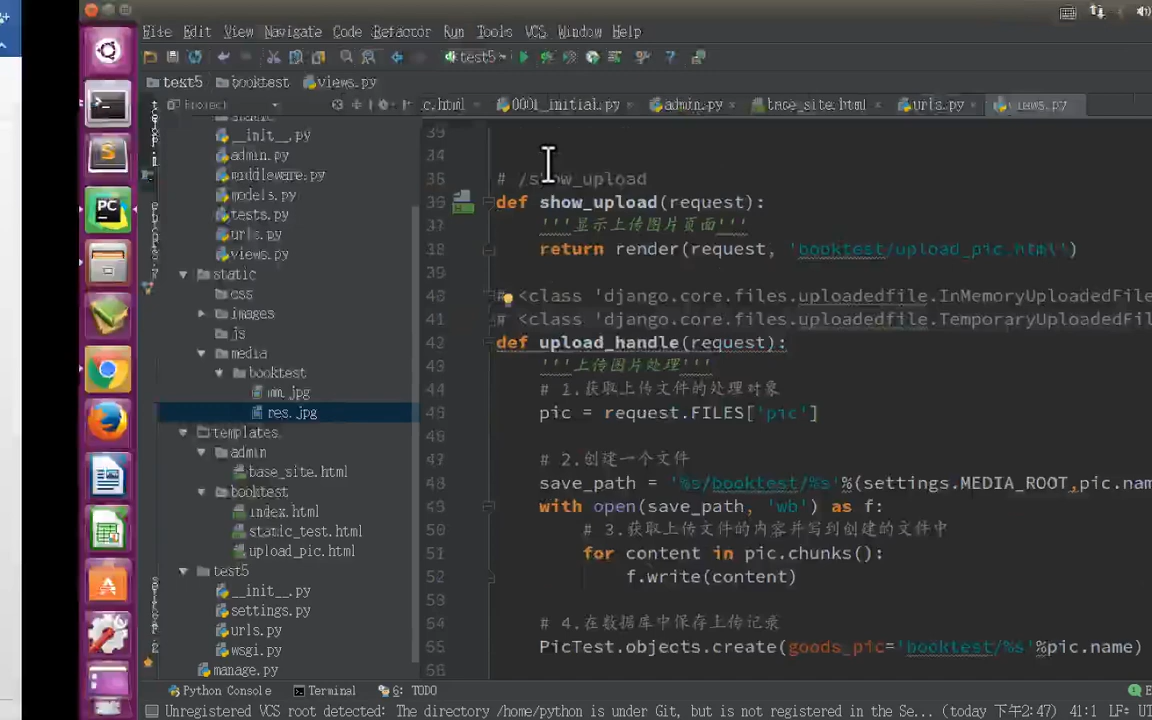 File Edit View Navigate Code Refactor Run Tools VCS Window Help
test5
test5 booktest views.py
Project c.html 0001_initial.py admin.py base_site.html urls.py views.py
static
__init__.py
admin.py
middleware.py
models.py
tests.py
urls.py
views.py
static
css
images
js
media
booktest
mm.jpg
res.jpg
templates
admin
base_site.html
booktest
index.html
static_test.html
upload_pic.html
test5
__init__.py
settings.py
urls.py
wsgi.py
manage.py
33
34
35 # /show_upload
36 def show_upload(request):
37 '''显示上传图片页面'''
38 return render(request, 'booktest/upload_pic.html')
39
40 # <class 'django.core.files.uploadedfile.InMemoryUploadedFile
41 # <class 'django.core.files.uploadedfile.TemporaryUploadedFile
42 def upload_handle(request):
43 '''上传图片处理'''
44 # 1.获取上传文件的处理对象
45 pic = request.FILES['pic']
46
47 # 2.创建一个文件
48 save_path = '%s/booktest/%s'%(settings.MEDIA_ROOT,pic.name
49 with open(save_path, 'wb') as f:
50 # 3.获取上传文件的内容并写到创建的文件中
51 for content in pic.chunks():
52 f.write(content)
53
54 # 4.在数据库中保存上传记录
55 PicTest.objects.create(goods_pic='booktest/%s'%pic.name)
56
Python Console Terminal 6: TODO
Unregistered VCS root detected: The directory /home/python is under Git, but is not registered in the Se... (today 下午2:47) 41:1 LF: UT